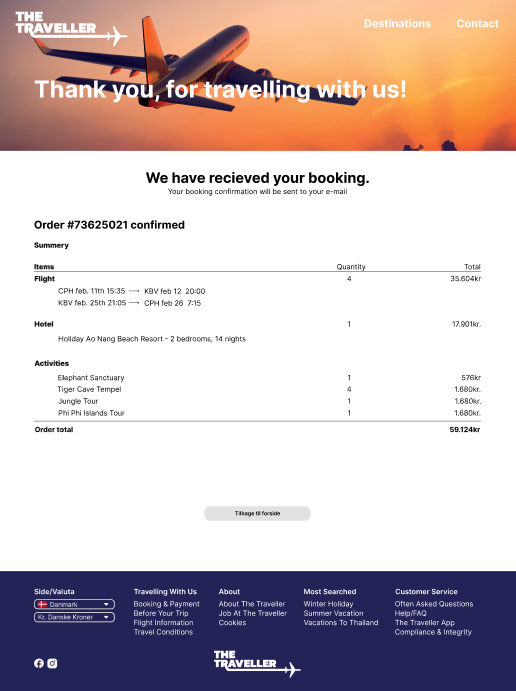 THE
TRAVELLER
Destinations Contact
Thank you, for travelling with us!
We have recieved your booking.
Your booking confirmation will be sent to your e-mail
Order #73625021 confirmed
Summery
Items Quantity Total
Flight 4 35.604kr
CPH feb. 11th 15:35 → KBV feb 12 20:00
KBV feb. 25th 21:05 → CPH feb 26 7:15
Hotel 1 17.901kr.
Holiday Ao Nang Beach Resort - 2 bedrooms, 14 nights
Activities
Elephant Sanctuary 1 576kr
Tiger Cave Tempel 4 1.680kr.
Jungle Tour 1 1.680kr.
Phi Phi Islands Tour 1 1.680kr.
Order total 59.124kr
Tilbage til forside
Side/Valuta Travelling With Us About Most Searched Customer Service
Danmark Booking & Payment About The Traveller Winter Holiday Often Asked Questions
Kr. Danske Kroner Before Your Trip Job At The Traveller Summer Vacation Help/FAQ
Flight Information Cookies Vacations To Thailand The Traveller App
Travel Conditions Compliance & Integrity
THE
TRAVELLER